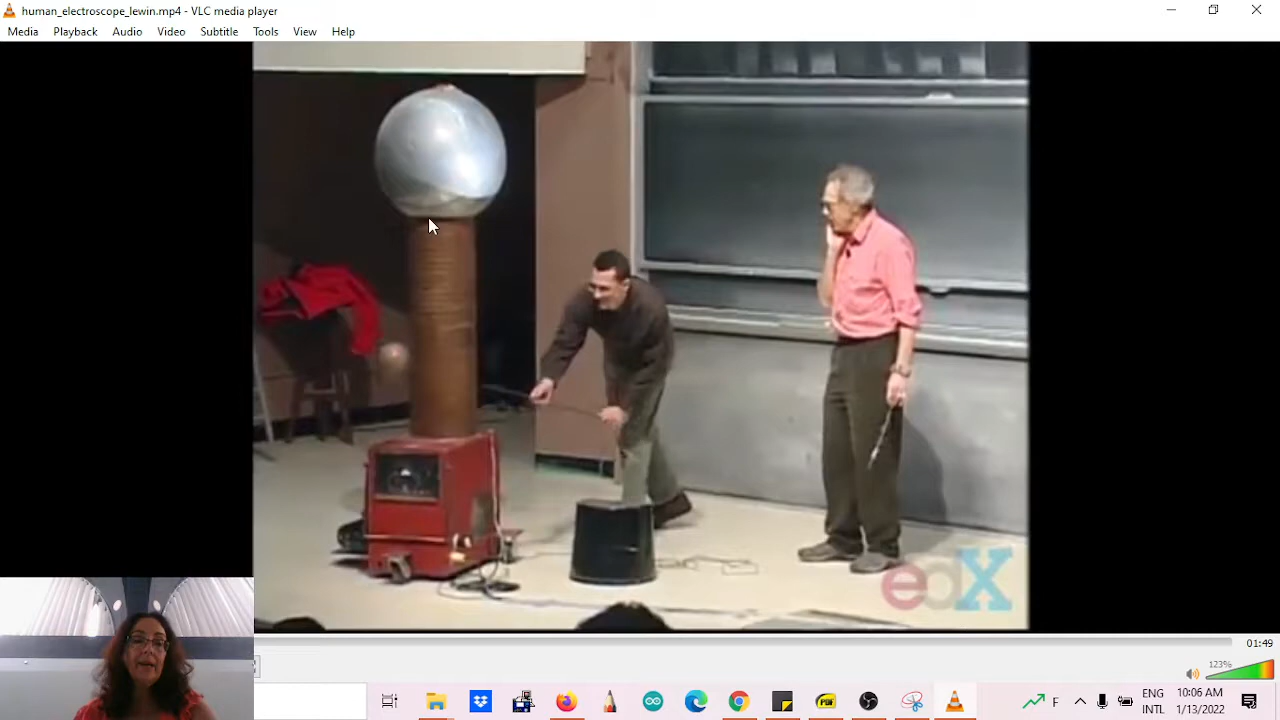 human_electroscope_lewin.mp4 - VLC media player
Media Playback Audio Video Subtitle Tools View Help
edX
01:49
123%
F
ENG
INTL
6:06 AM
1/13/2022